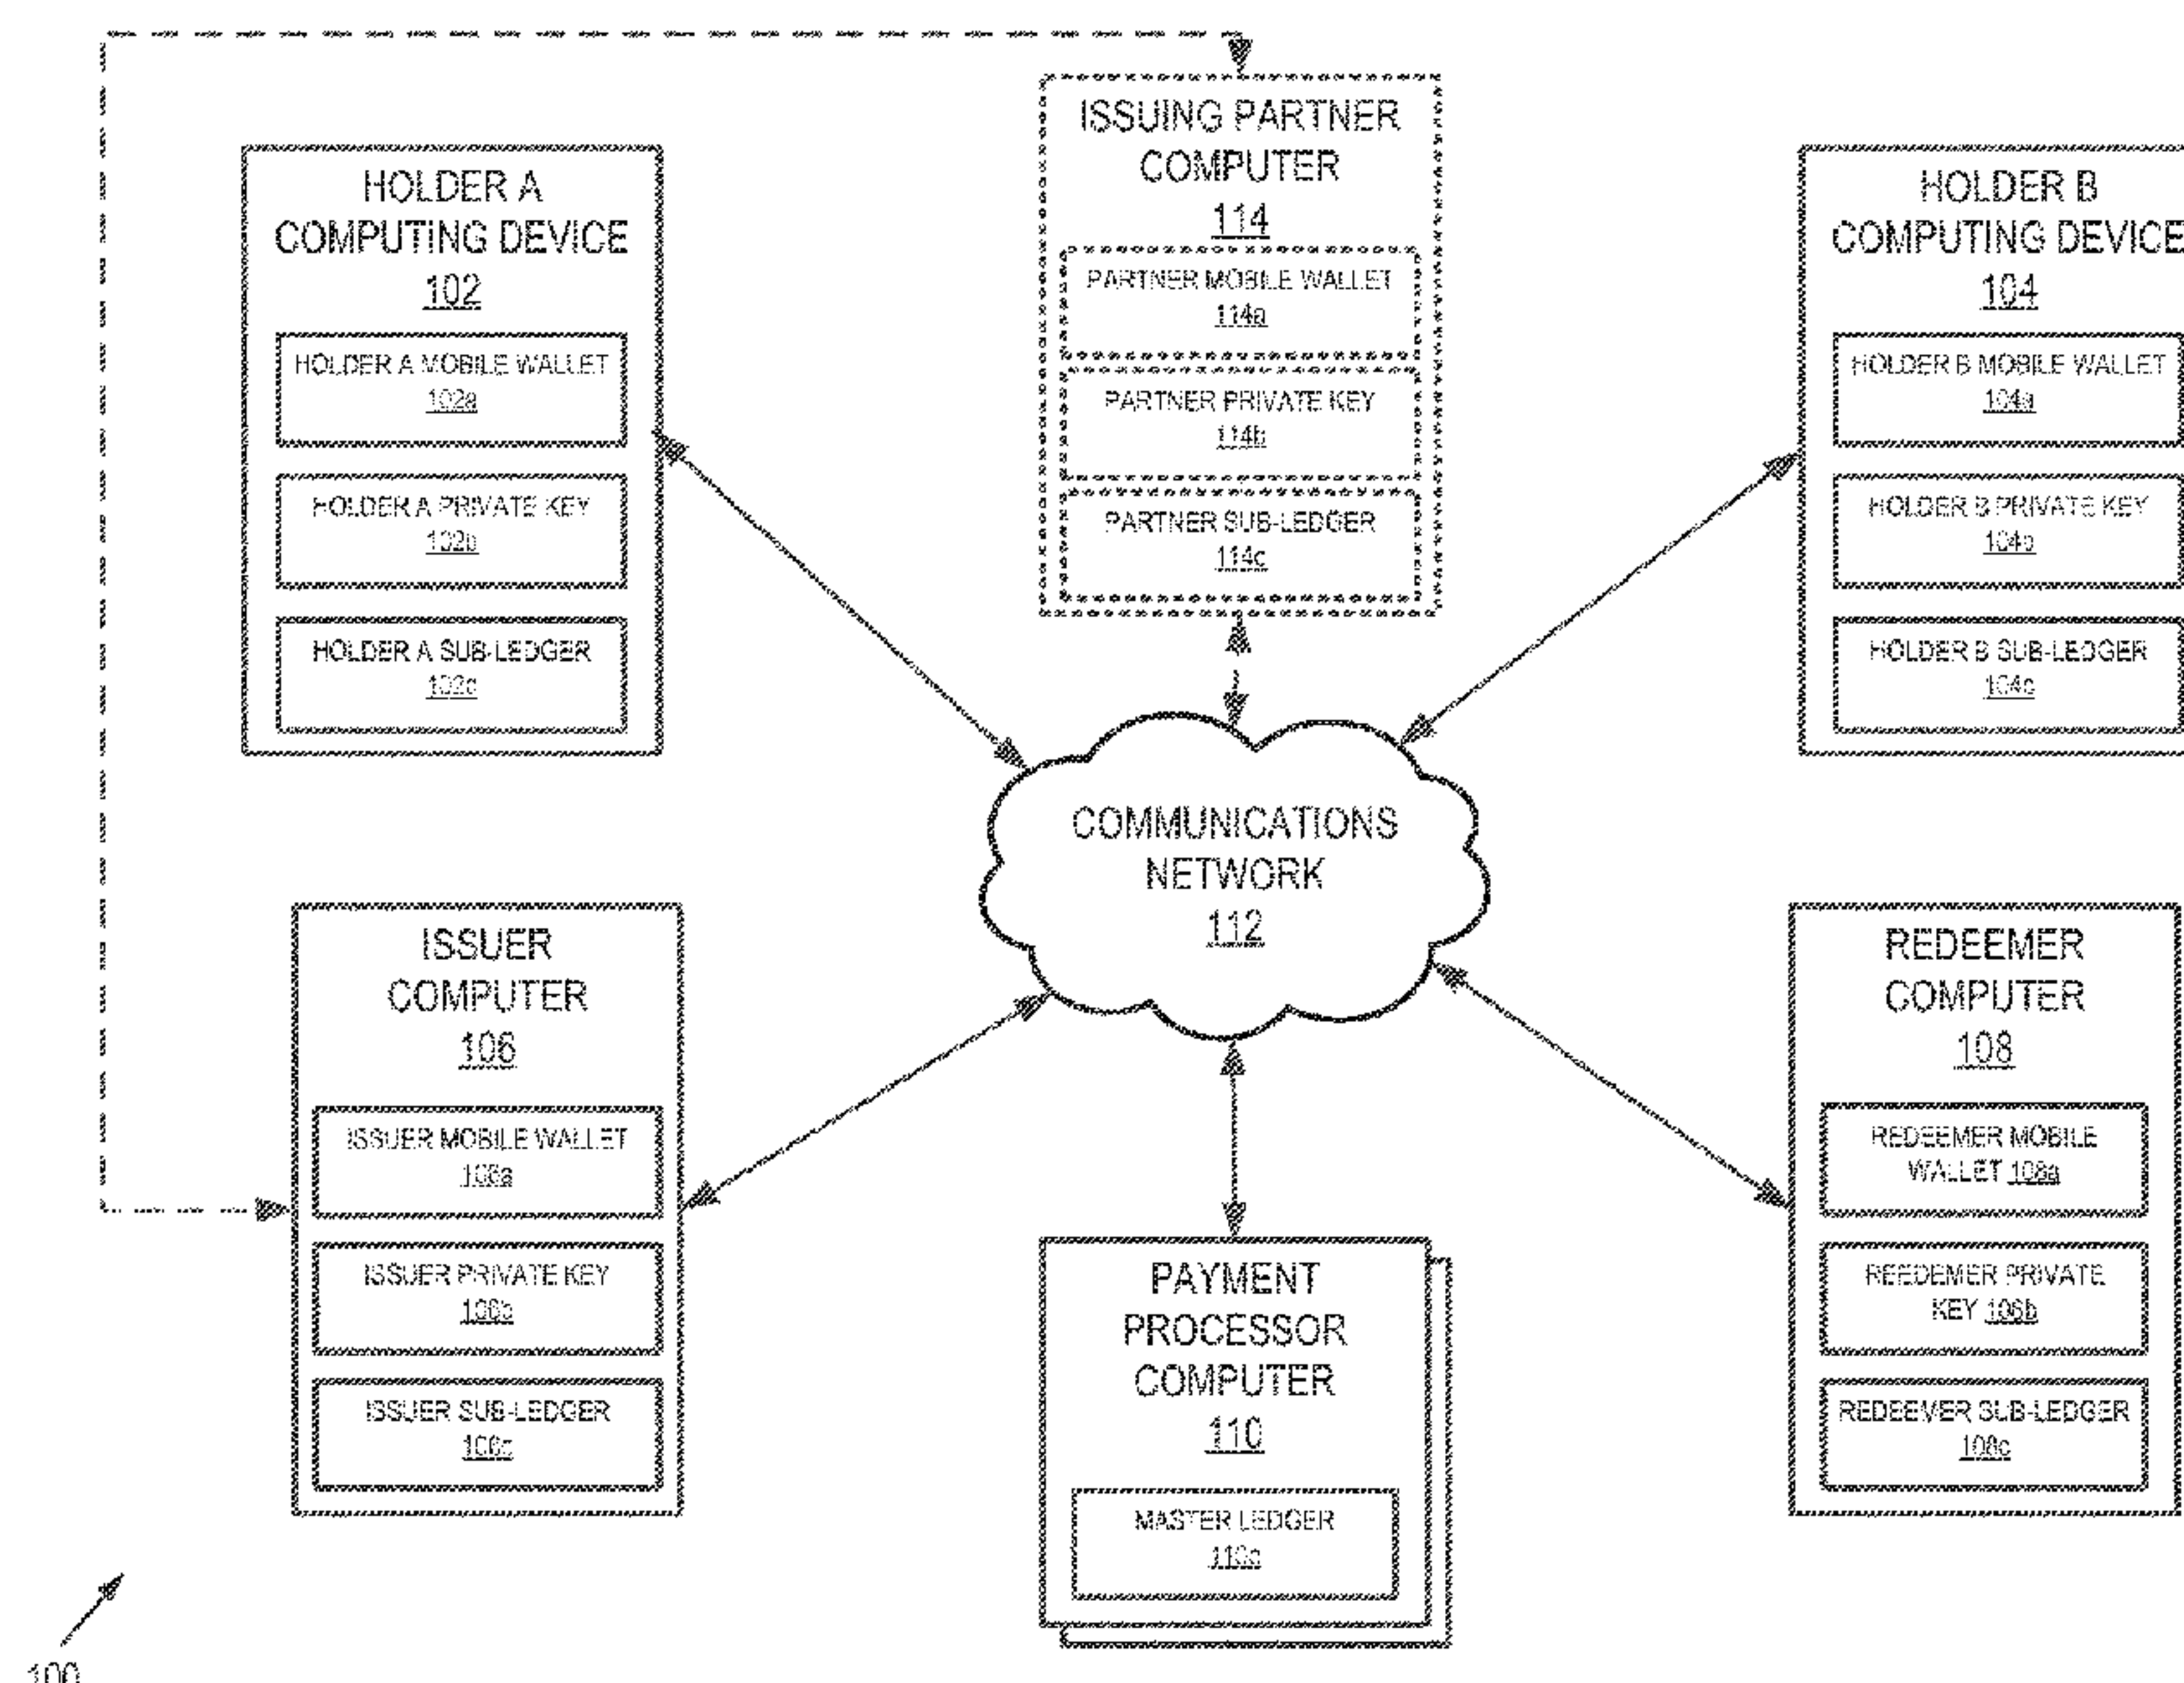 ISSUING PARTNER
COMPUTER
114
PARTNER MOBILE WALLET
114a
PARTNER PRIVATE KEY
114b
PARTNER SUB-LEDGER
114c
HOLDER A
COMPUTING DEVICE
102
HOLDER A MOBILE WALLET
102a
HOLDER A PRIVATE KEY
102b
HOLDER A SUB-LEDGER
102c
HOLDER B
COMPUTING DEVICE
104
HOLDER B MOBILE WALLET
104a
HOLDER B PRIVATE KEY
104b
HOLDER B SUB-LEDGER
104c
COMMUNICATIONS
NETWORK
112
ISSUER
COMPUTER
106
ISSUER MOBILE WALLET
106a
ISSUER PRIVATE KEY
106b
ISSUER SUB-LEDGER
106c
PAYMENT
PROCESSOR
COMPUTER
110
MASTER LEDGER
110a
REDEEMER
COMPUTER
108
REDEEMER MOBILE
WALLET 108a
REEDEMER PRIVATE
KEY 106b
REDEEMER SUB-LEDGER
108c
100